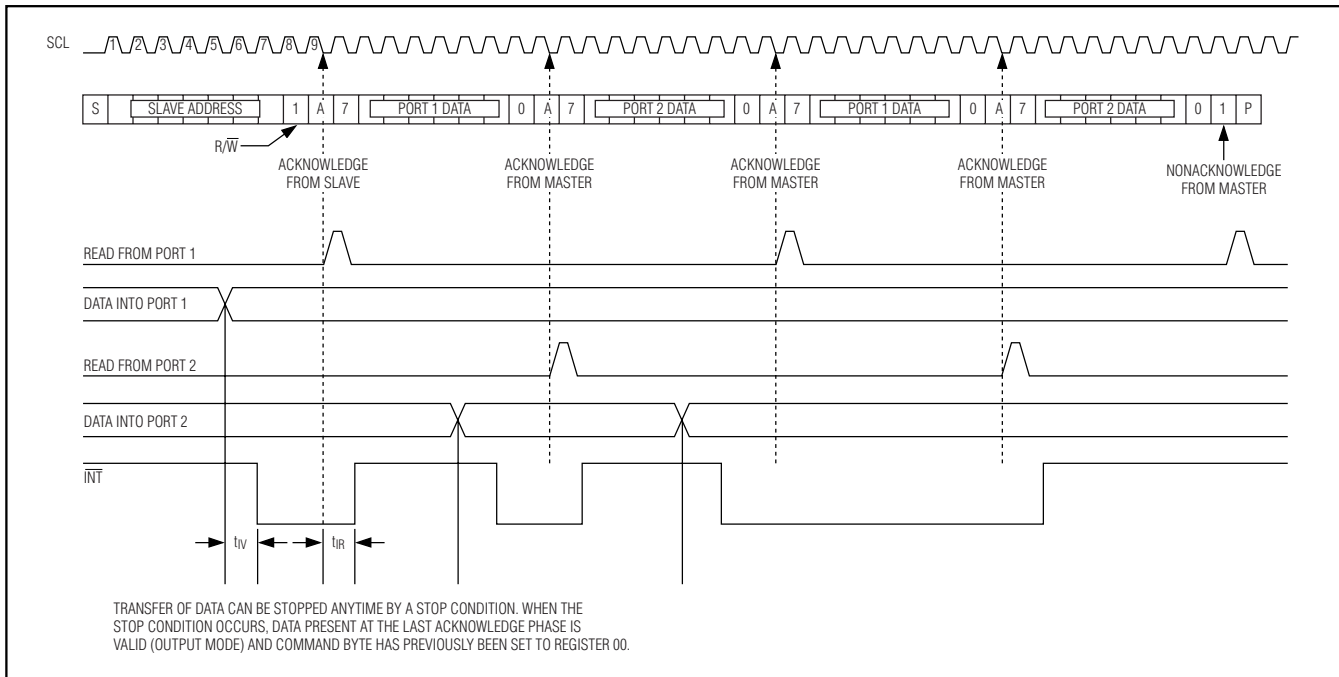 SCL 1 2 3 4 5 6 7 8 9
S SLAVE ADDRESS 1 A 7 PORT 1 DATA 0 A 7 PORT 2 DATA 0 A 7 PORT 1 DATA 0 A 7 PORT 2 DATA 0 1 P
R/W̅
ACKNOWLEDGE
FROM SLAVE
ACKNOWLEDGE
FROM MASTER
ACKNOWLEDGE
FROM MASTER
ACKNOWLEDGE
FROM MASTER
NONACKNOWLEDGE
FROM MASTER
READ FROM PORT 1
DATA INTO PORT 1
READ FROM PORT 2
DATA INTO PORT 2
I̅N̅T̅
tIV tIR
TRANSFER OF DATA CAN BE STOPPED ANYTIME BY A STOP CONDITION. WHEN THE
STOP CONDITION OCCURS, DATA PRESENT AT THE LAST ACKNOWLEDGE PHASE IS
VALID (OUTPUT MODE) AND COMMAND BYTE HAS PREVIOUSLY BEEN SET TO REGISTER 00.